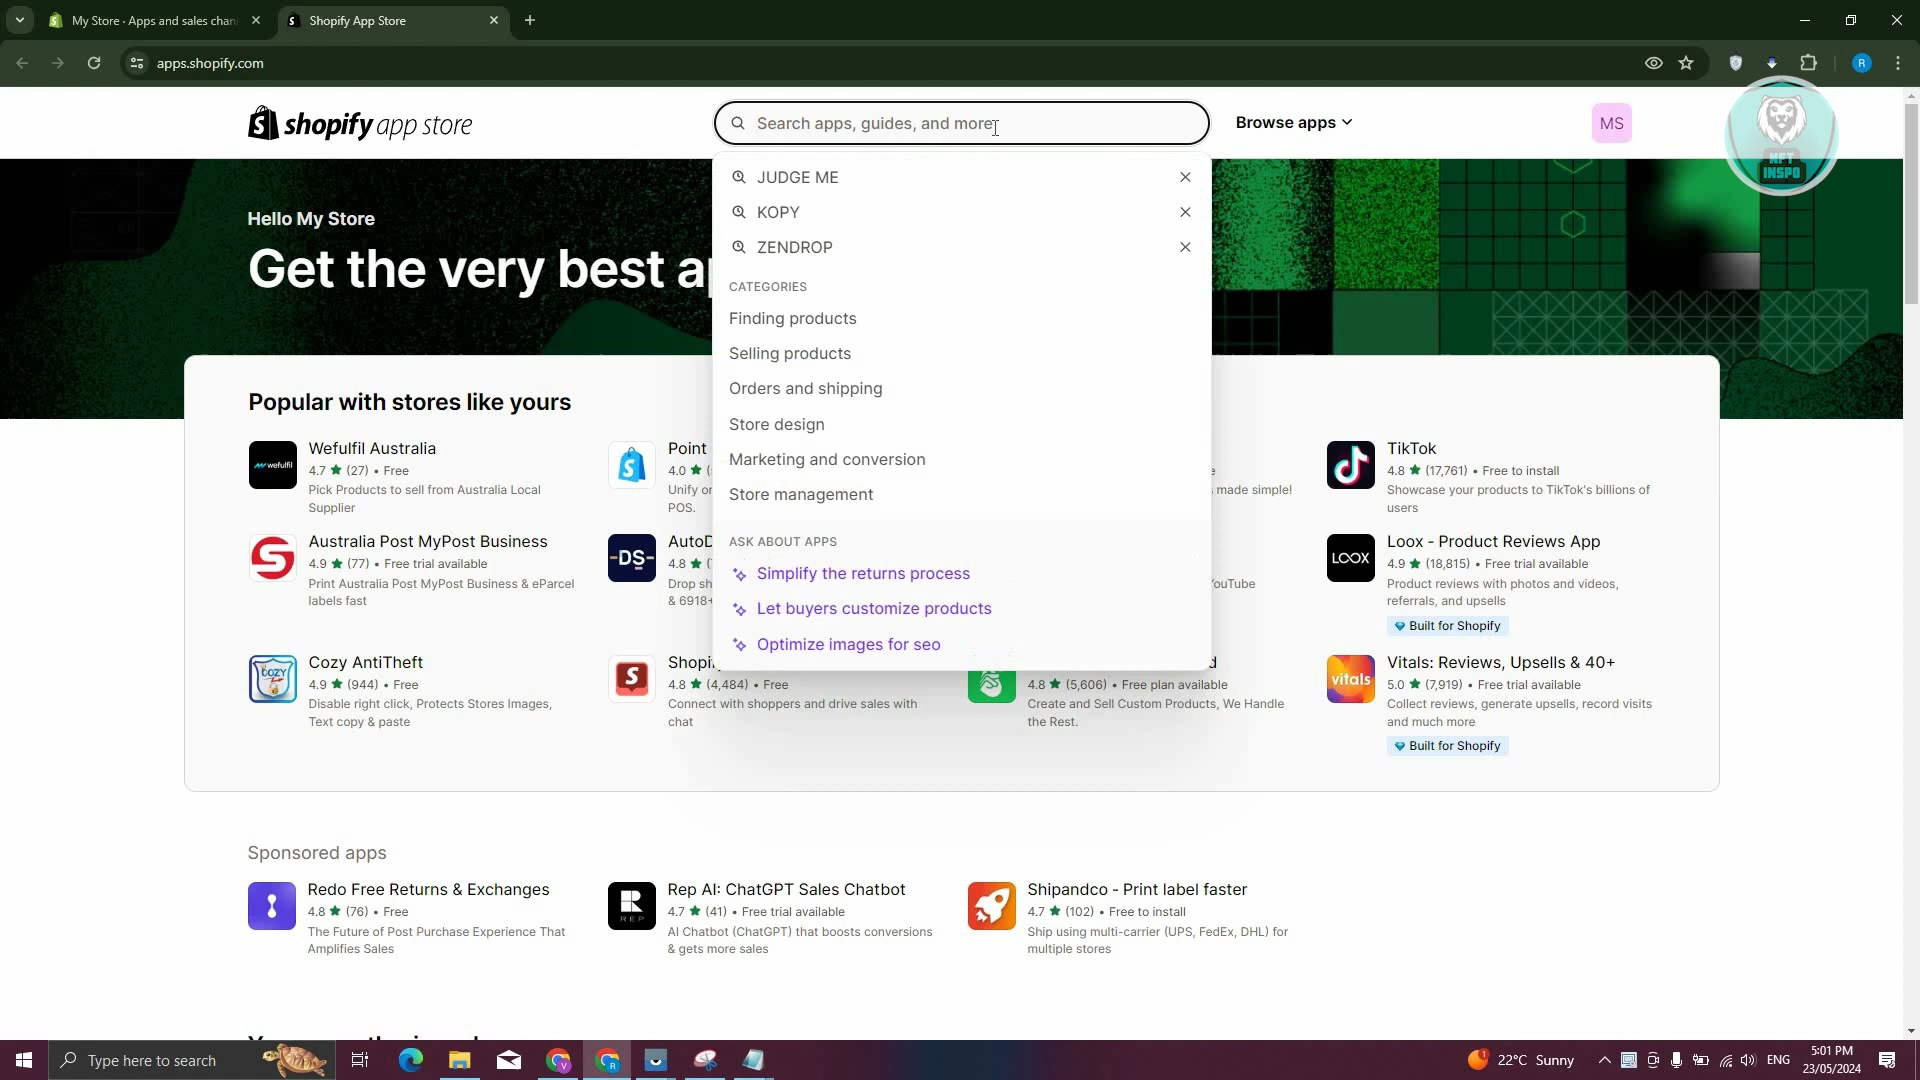 My Store · Apps and sales chan
Shopify App Store
apps.shopify.com
R
shopify app store
Search apps, guides, and more
Browse apps
MS
NFT
INSPO
JUDGE ME
KOPY
ZENDROP
CATEGORIES
Finding products
Selling products
Orders and shipping
Store design
Marketing and conversion
Store management
ASK ABOUT APPS
Simplify the returns process
Let buyers customize products
Optimize images for seo
Hello My Store
Get the very best a
Popular with stores like yours
wefulfil
Wefulfil Australia
4.7 ★ (27) • Free
Pick Products to sell from Australia Local
Supplier
Point
4.0 ★
Unify or
POS.
made simple!
TikTok
4.8 ★ (17,761) • Free to install
Showcase your products to TikTok's billions of
users
Australia Post MyPost Business
4.9 ★ (77) • Free trial available
Print Australia Post MyPost Business & eParcel
labels fast
-DS-
AutoD
4.8 ★
Drop sh
& 6918+
YouTube
LOOX
Loox - Product Reviews App
4.9 ★ (18,815) • Free trial available
Product reviews with photos and videos,
referrals, and upsells
Built for Shopify
COZY
Cozy AntiTheft
4.9 ★ (944) • Free
Disable right click, Protects Stores Images,
Text copy & paste
4.8 ★ (4,484) • Free
Connect with shoppers and drive sales with
chat
4.8 ★ (5,606) • Free plan available
Create and Sell Custom Products, We Handle
the Rest.
vitals
Vitals: Reviews, Upsells & 40+
5.0 ★ (7,919) • Free trial available
Collect reviews, generate upsells, record visits
and much more
Built for Shopify
Sponsored apps
Redo Free Returns & Exchanges
4.8 ★ (76) • Free
The Future of Post Purchase Experience That
Amplifies Sales
REP
Rep AI: ChatGPT Sales Chatbot
4.7 ★ (41) • Free trial available
AI Chatbot (ChatGPT) that boosts conversions
& gets more sales
Shipandco - Print label faster
4.7 ★ (102) • Free to install
Ship using multi-carrier (UPS, FedEx, DHL) for
multiple stores
Type here to search
22°C Sunny
ENG
5:01 PM
23/05/2024